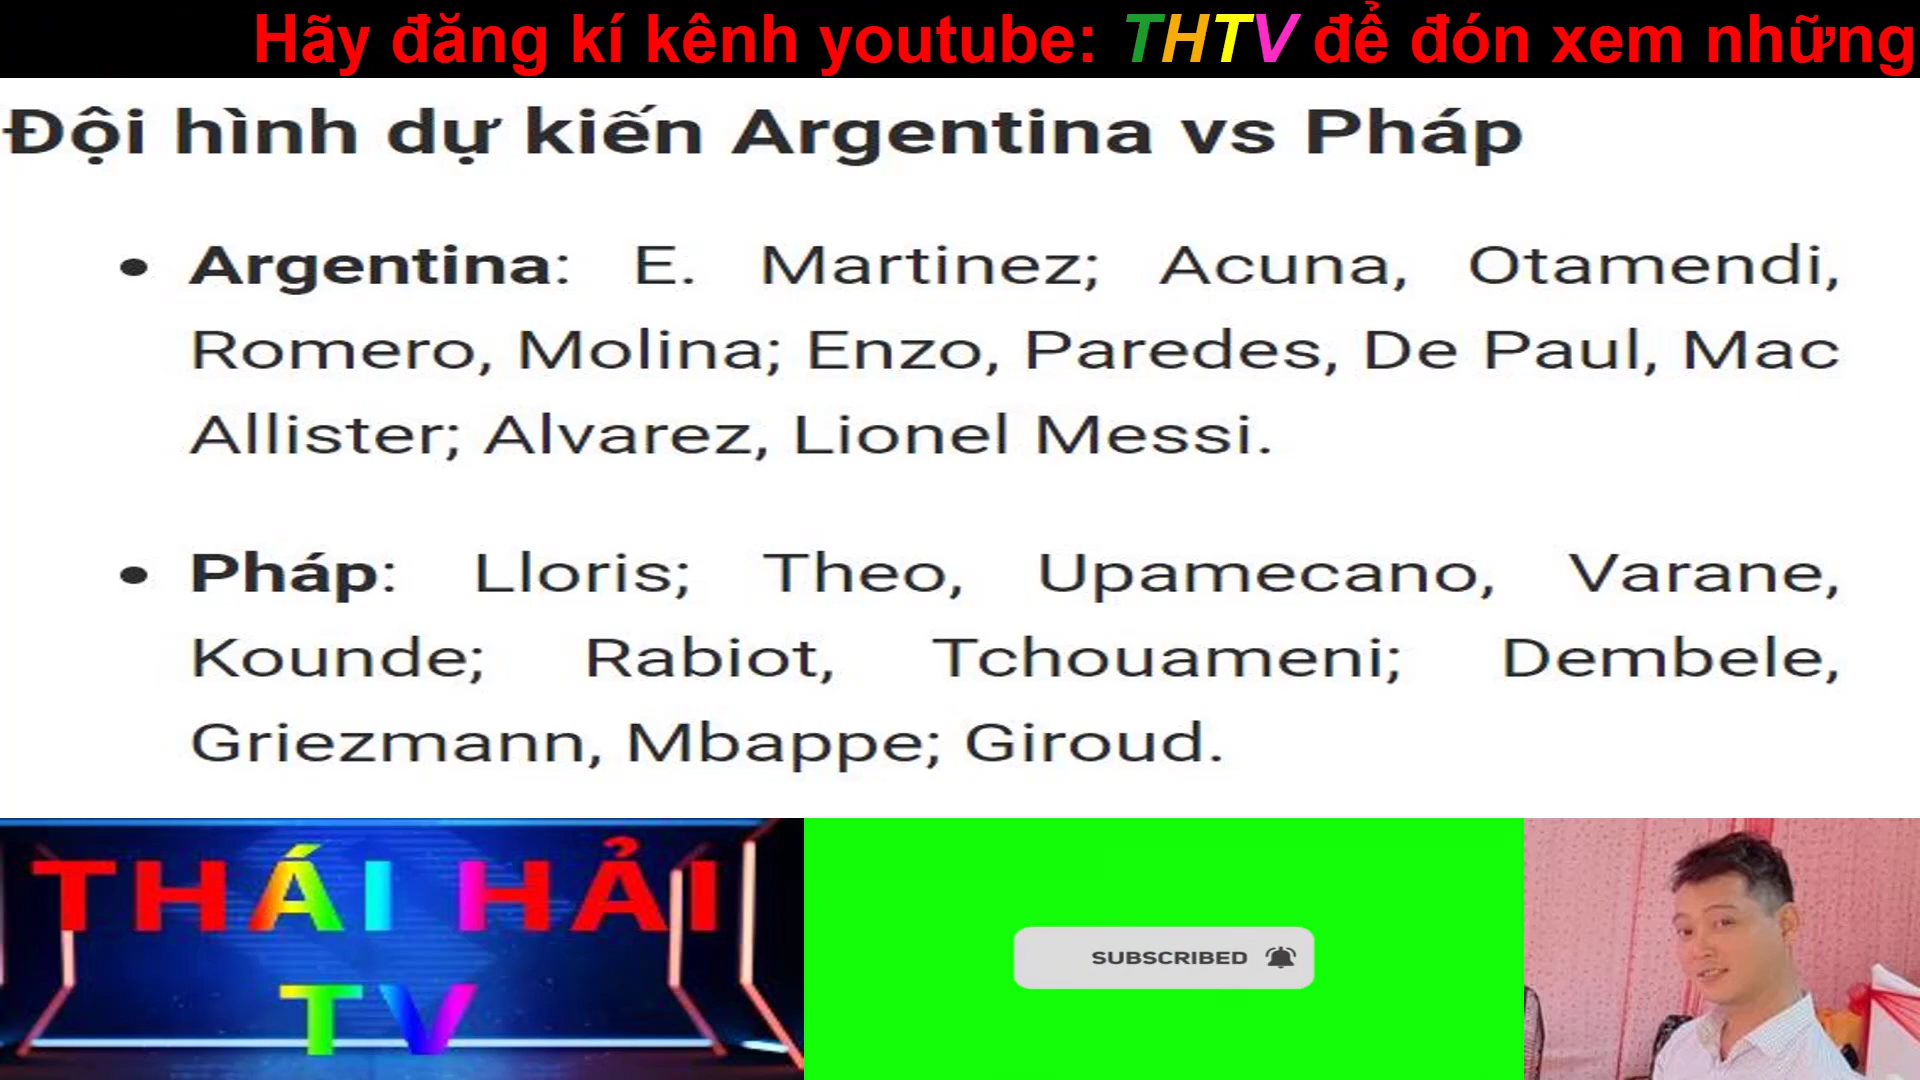 Hãy đăng kí kênh youtube: THTV để đón xem những
Đội hình dự kiến Argentina vs Pháp
Argentina: E. Martinez; Acuna, Otamendi,
Romero, Molina; Enzo, Paredes, De Paul, Mac
Allister; Alvarez, Lionel Messi.
Pháp: Lloris; Theo, Upamecano, Varane,
Kounde; Rabiot, Tchouameni; Dembele,
Griezmann, Mbappe; Giroud.
THÁI HẢI
TV
SUBSCRIBED